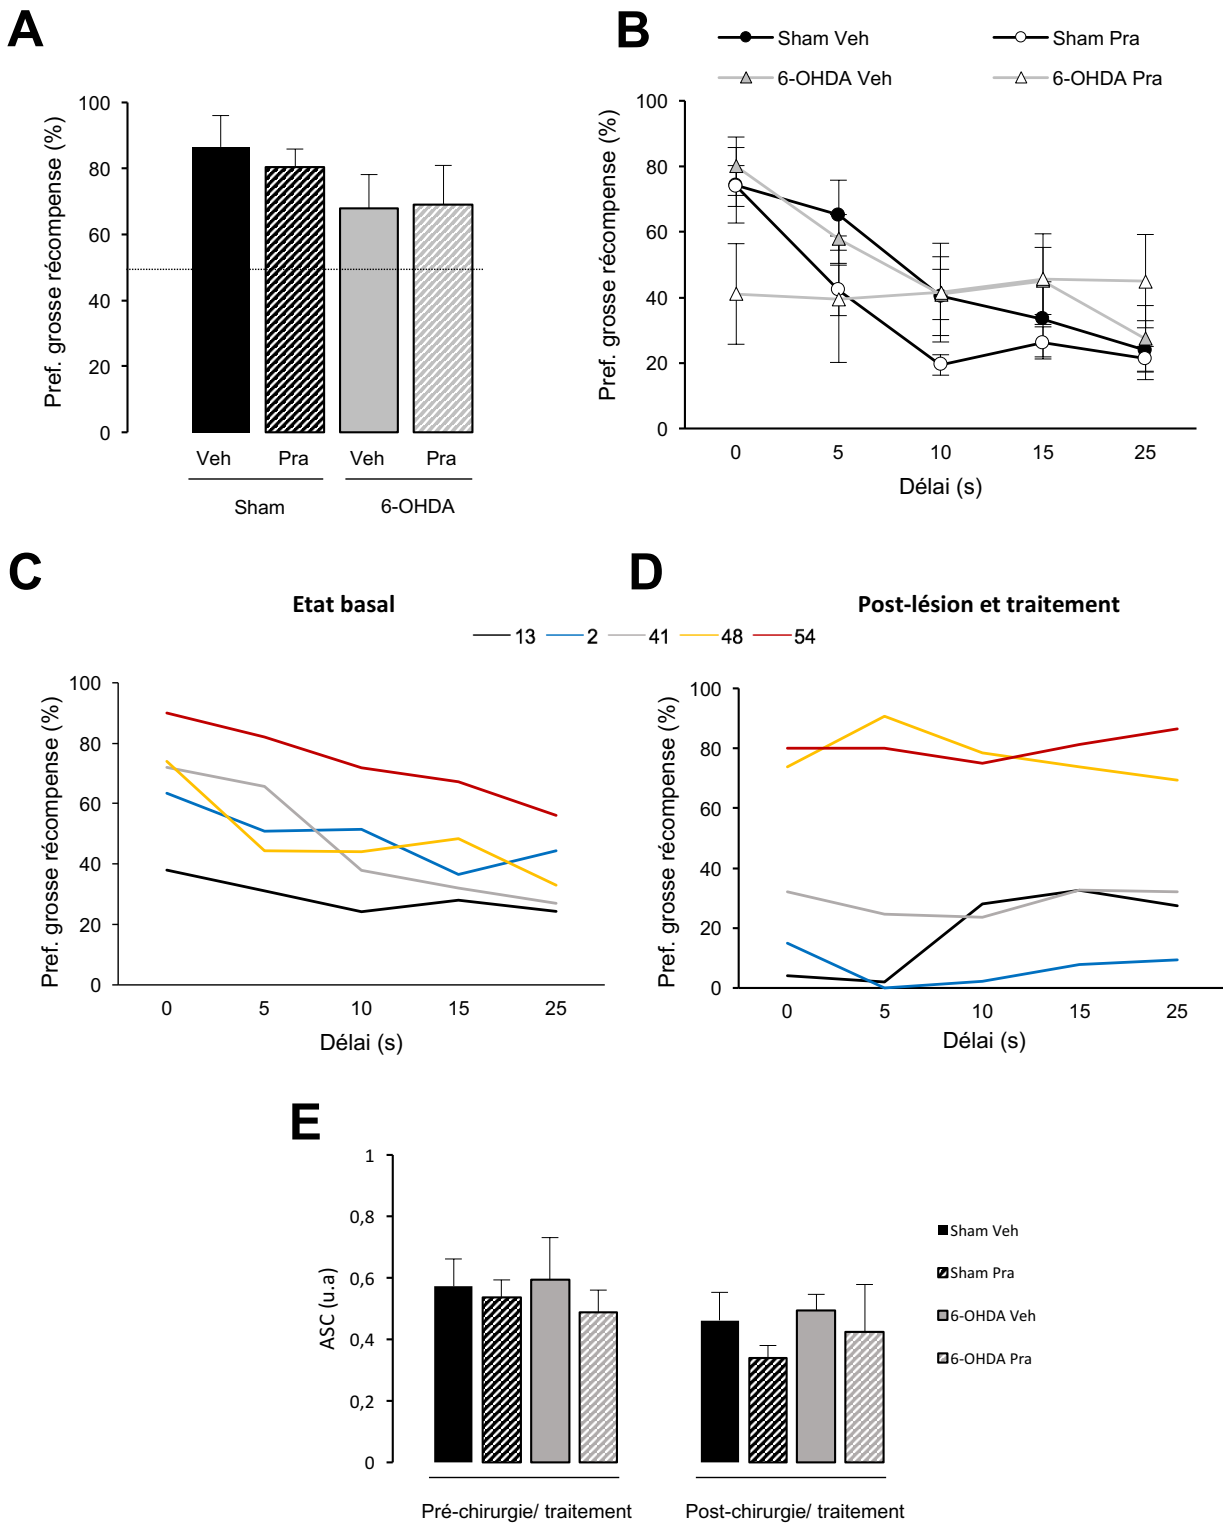 A
Pref. grosse récompense (%)
100
80
60
40
20
0
Veh Pra Veh Pra
Sham 6-OHDA
B
Sham Veh Sham Pra
6-OHDA Veh 6-OHDA Pra
Pref. grosse récompense (%)
100
80
60
40
20
0
0 5 10 15 25
Délai (s)
C
Etat basal
D
Post-lésion et traitement
13 2 41 48 54
Pref. grosse récompense (%)
100
80
60
40
20
0
0 5 10 15 25
Délai (s)
Pref. grosse récompense (%)
100
80
60
40
20
0
0 5 10 15 25
Délai (s)
E
ASC (u.a)
1
0,8
0,6
0,4
0,2
0
Pré-chirurgie/ traitement Post-chirurgie/ traitement
Sham Veh
Sham Pra
6-OHDA Veh
6-OHDA Pra